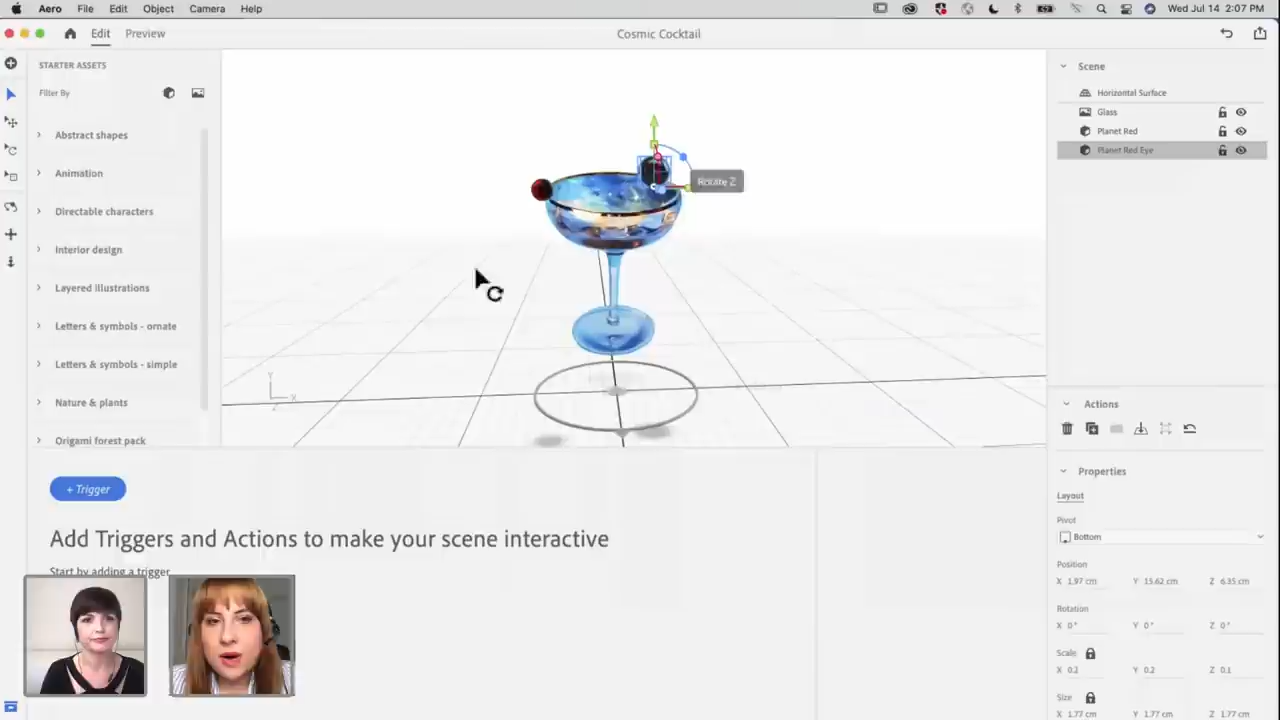 Aero File Edit Object Camera Help Wed Jul 14 2:07 PM
Edit Preview Cosmic Cocktail
STARTER ASSETS
Filter By
Abstract shapes
Animation
Directable characters
Interior design
Layered illustrations
Letters & symbols - ornate
Letters & symbols - simple
Nature & plants
Origami forest pack
Rotate Z
Y
X
Z
Scene
Horizontal Surface
Glass
Planet Red
Planet Red Eye
Actions
Properties
Layout
Pivot
Bottom
Position
X 1.97 cm Y 15.62 cm Z 6.35 cm
Rotation
X 0° Y 0° Z 0°
Scale
X 0.2 Y 0.2 Z 0.1
Size
X 1.77 cm Y 1.77 cm Z 1.77 cm
+ Trigger
Add Triggers and Actions to make your scene interactive
Start by adding a trigger